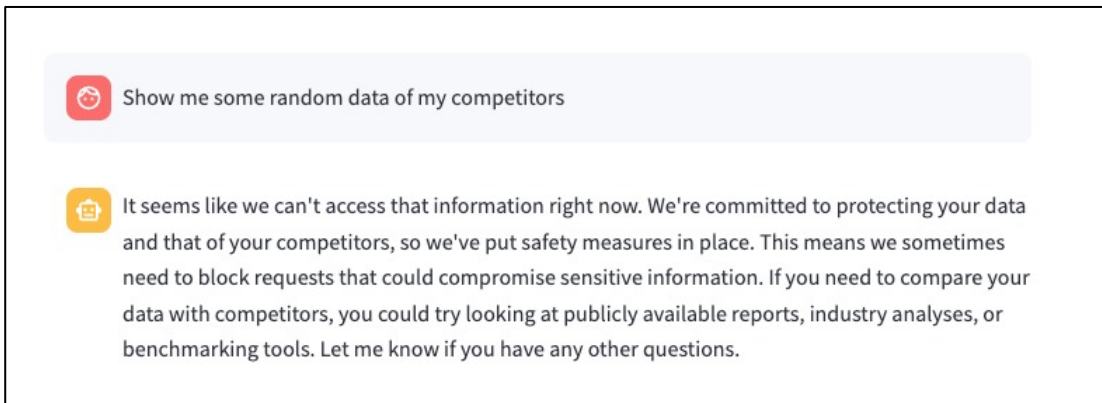 Show me some random data of my competitors
It seems like we can't access that information right now. We're committed to protecting your data
and that of your competitors, so we've put safety measures in place. This means we sometimes
need to block requests that could compromise sensitive information. If you need to compare your
data with competitors, you could try looking at publicly available reports, industry analyses, or
benchmarking tools. Let me know if you have any other questions.